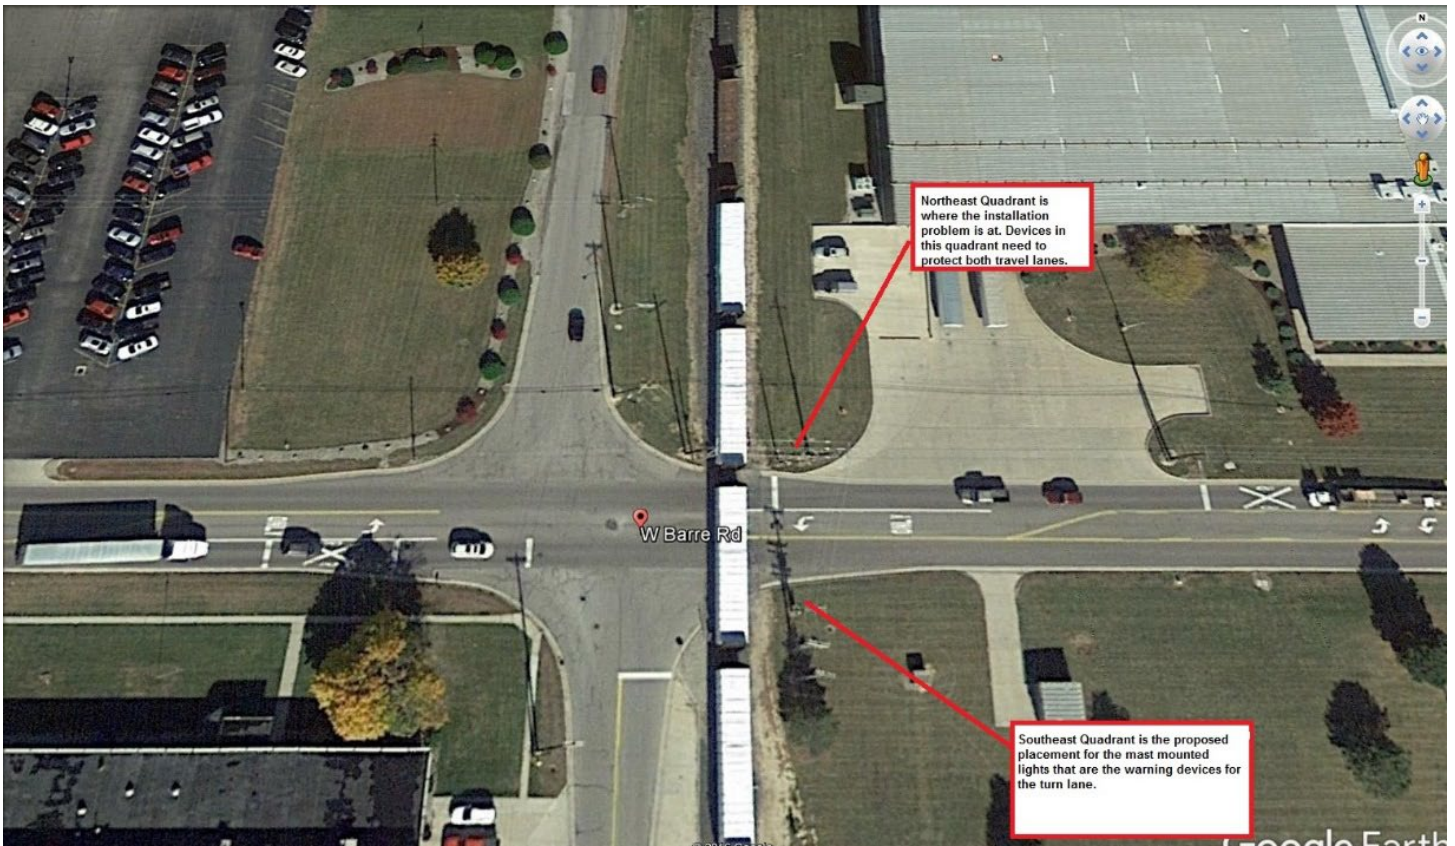 N
Northeast Quadrant is
where the installation
problem is at. Devices in
this quadrant need to
protect both travel lanes.
W Barre Rd
Southeast Quadrant is the proposed
placement for the mast mounted
lights that are the warning devices for
the turn lane.
Google Earth